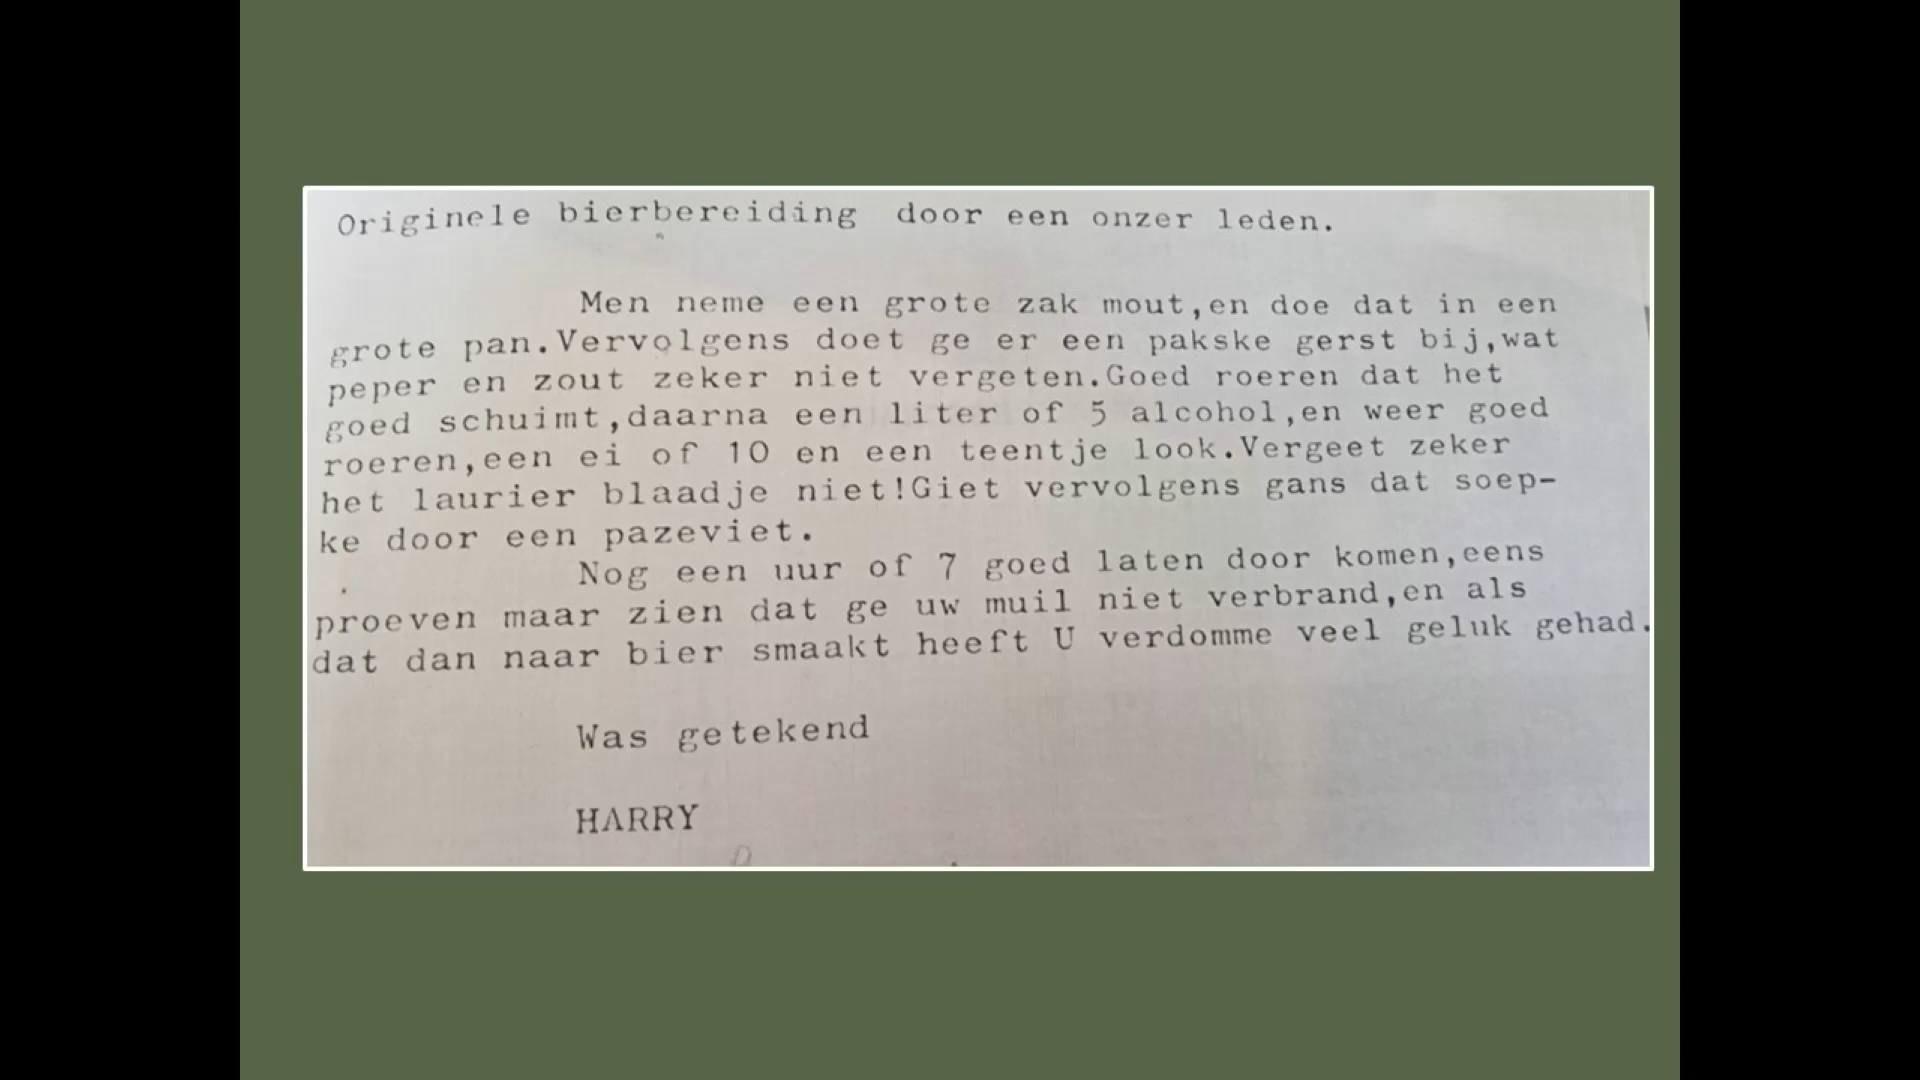 Originele bierbereiding door een onzer leden.
Men neme een grote zak mout,en doe dat in een
grote pan.Vervolgens doet ge er een pakske gerst bij,wat
peper en zout zeker niet vergeten.Goed roeren dat het
goed schuimt,daarna een liter of 5 alcohol,en weer goed
roeren,een ei of 10 en een teentje look.Vergeet zeker
het laurier blaadje niet!Giet vervolgens gans dat soep-
ke door een pazeviet.
Nog een uur of 7 goed laten door komen,eens
proeven maar zien dat ge uw muil niet verbrand,en als
dat dan naar bier smaakt heeft U verdomme veel geluk gehad.
Was getekend
HARRY